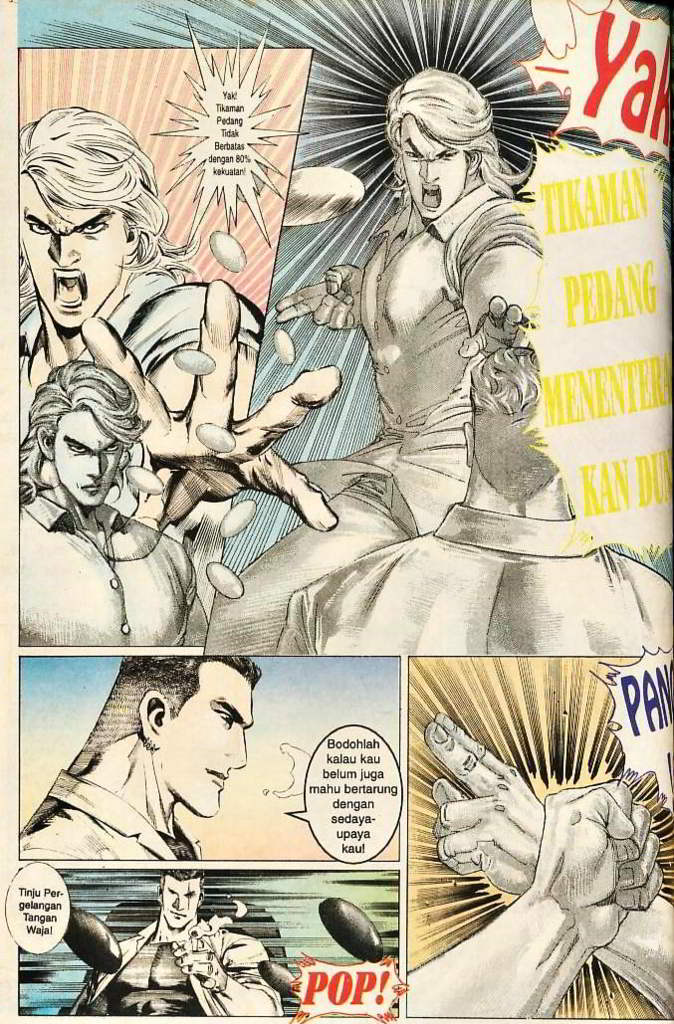 Yak!
Tikaman
Pedang
Tidak
Berbatas
dengan 80%
kekuatan!
Yak
TIKAMAN
PEDANG
MENENTERA
KAN
Bodohlah
kalau kau
belum juga
mahu bertarung
dengan
sedaya-
upaya
kau!
PAN
Tinju Per-
gelangan
Tangan
Waja!
POP!